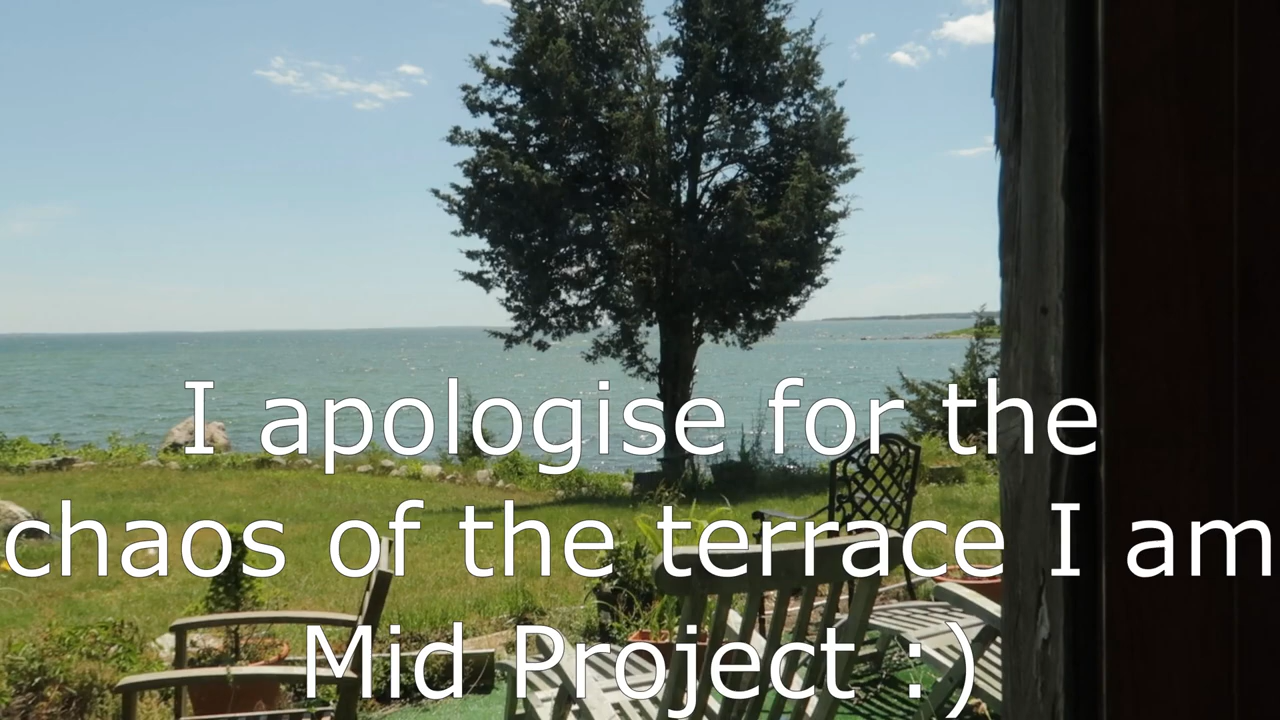 I apologise for the
chaos of the terrace I am
Mid Project :)